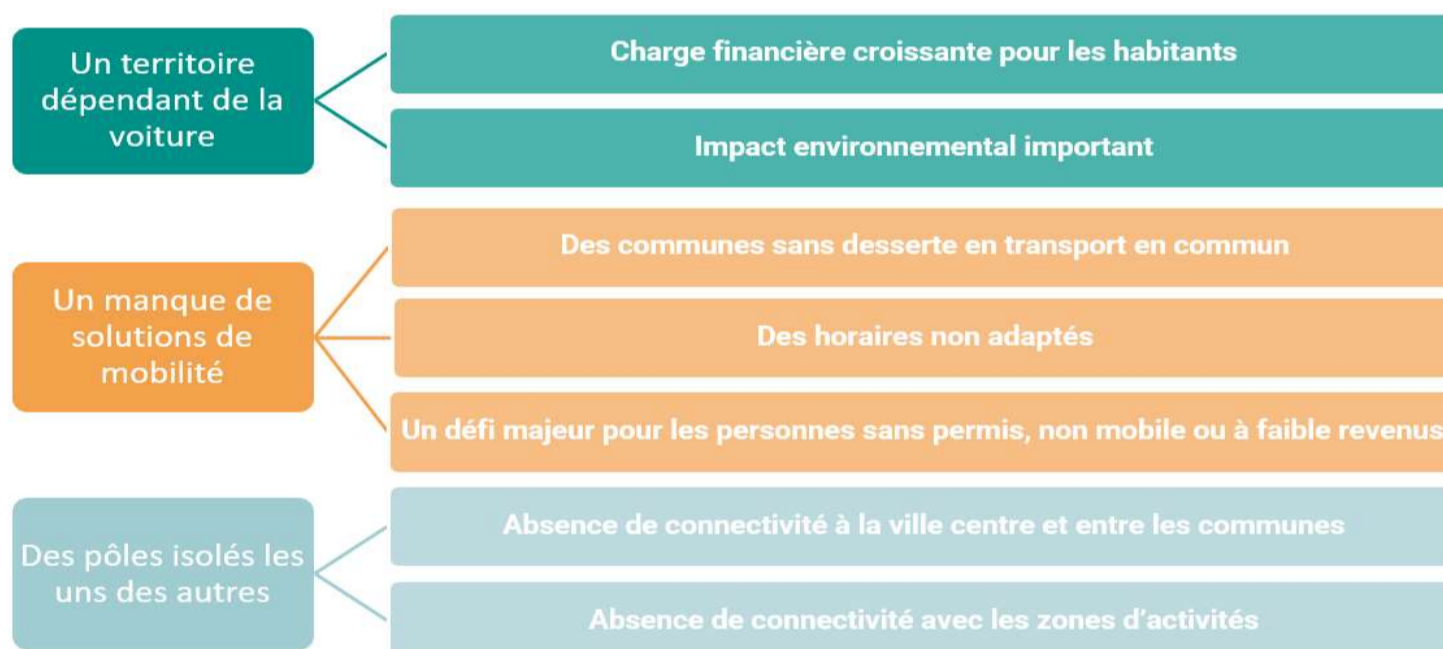 Un territoire
dépendant de la
voiture
Charge financière croissante pour les habitants
Impact environnemental important
Un manque de
solutions de
mobilité
Des communes sans desserte en transport en commun
Des horaires non adaptés
Un défi majeur pour les personnes sans permis, non mobile ou à faible revenus
Des pôles isolés les
uns des autres
Absence de connectivité à la ville centre et entre les communes
Absence de connectivité avec les zones d'activités